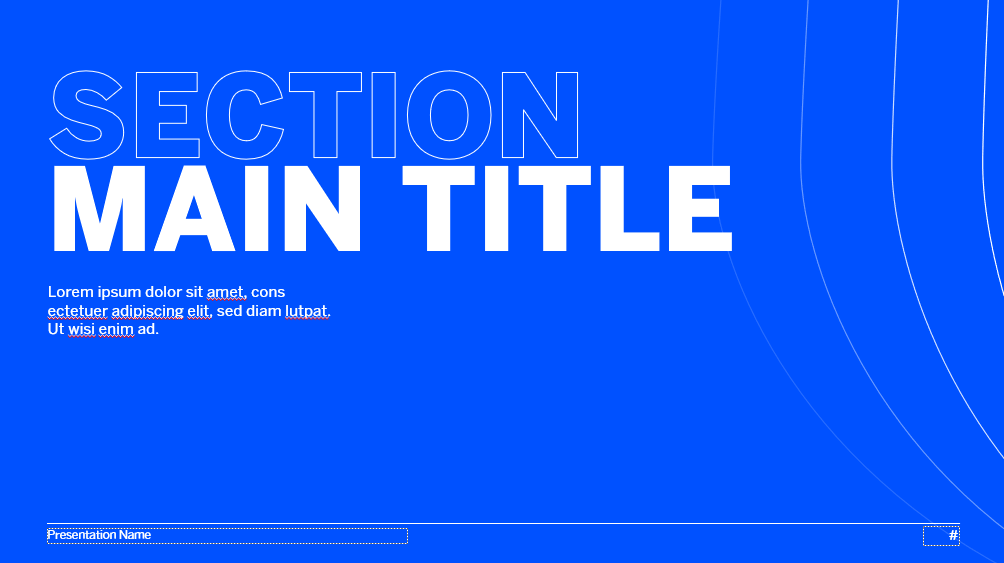 SECTION
MAIN TITLE
Lorem ipsum dolor sit amet, cons
ectetuer adipiscing elit, sed diam lutpat.
Ut wisi enim ad.
Presentation Name
#